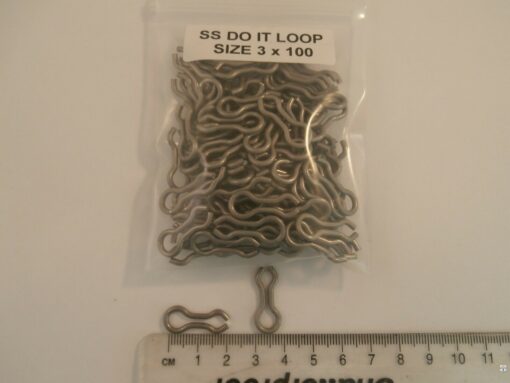 SS DO IT LOOP
SIZE 3 x 100
CM 1 2 3 4 5 6 7 8 9 10 11